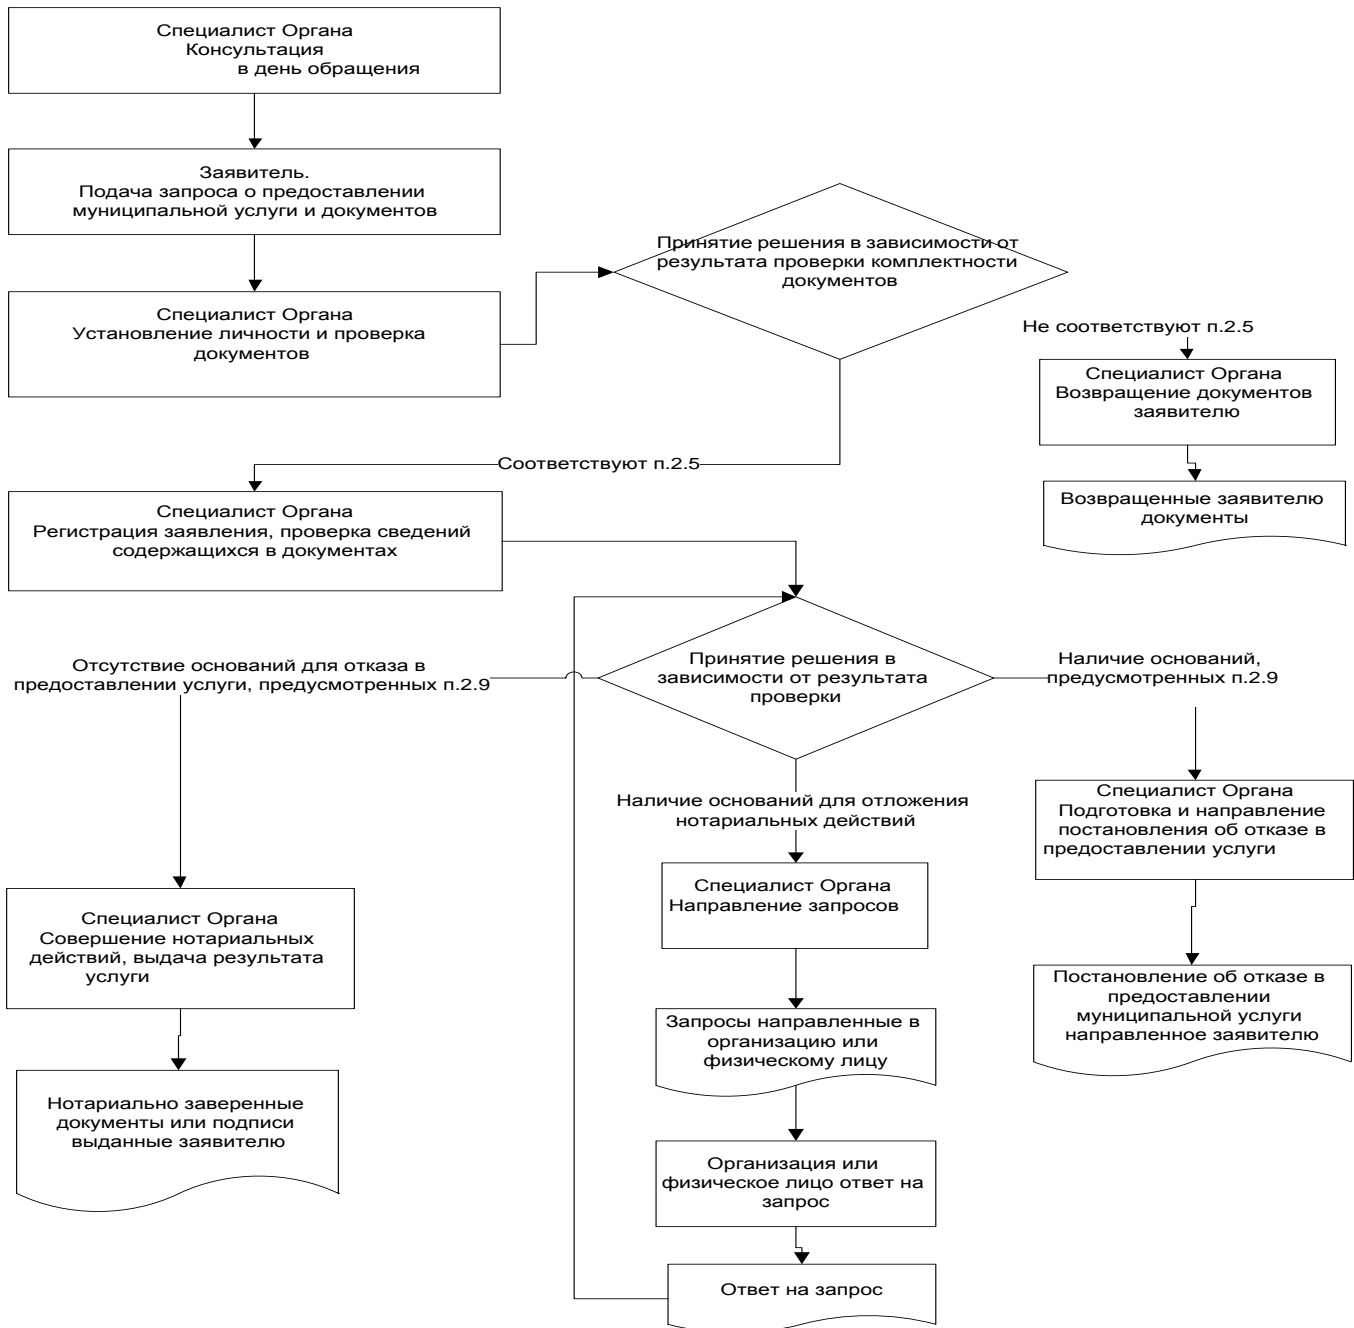 Специалист Органа
Консультация
в день обращения
Заявитель.
Подача запроса о предоставлении
муниципальной услуги и документов
Специалист Органа
Установление личности и проверка
документов
Принятие решения в зависимости от
результата проверки комплектности
документов
Не соответствуют п.2.5
Специалист Органа
Возвращение документов
заявителю
Возвращенные заявителю
документы
Соответствуют п.2.5
Специалист Органа
Регистрация заявления, проверка сведений
содержащихся в документах
Принятие решения в
зависимости от результата
проверки
Отсутствие оснований для отказа в
предоставлении услуги, предусмотренных п.2.9
Наличие оснований,
предусмотренных п.2.9
Наличие оснований для отложения
нотариальных действий
Специалист Органа
Подготовка и направление
постановления об отказе в
предоставлении услуги
Специалист Органа
Направление запросов
Специалист Органа
Совершение нотариальных
действий, выдача результата
услуги
Постановление об отказе в
предоставлении
муниципальной услуги
направленное заявителю
Запросы направленные в
организацию или
физическому лицу
Нотариально заверенные
документы или подписи
выданные заявителю
Организация или
физическое лицо ответ на
запрос
Ответ на запрос